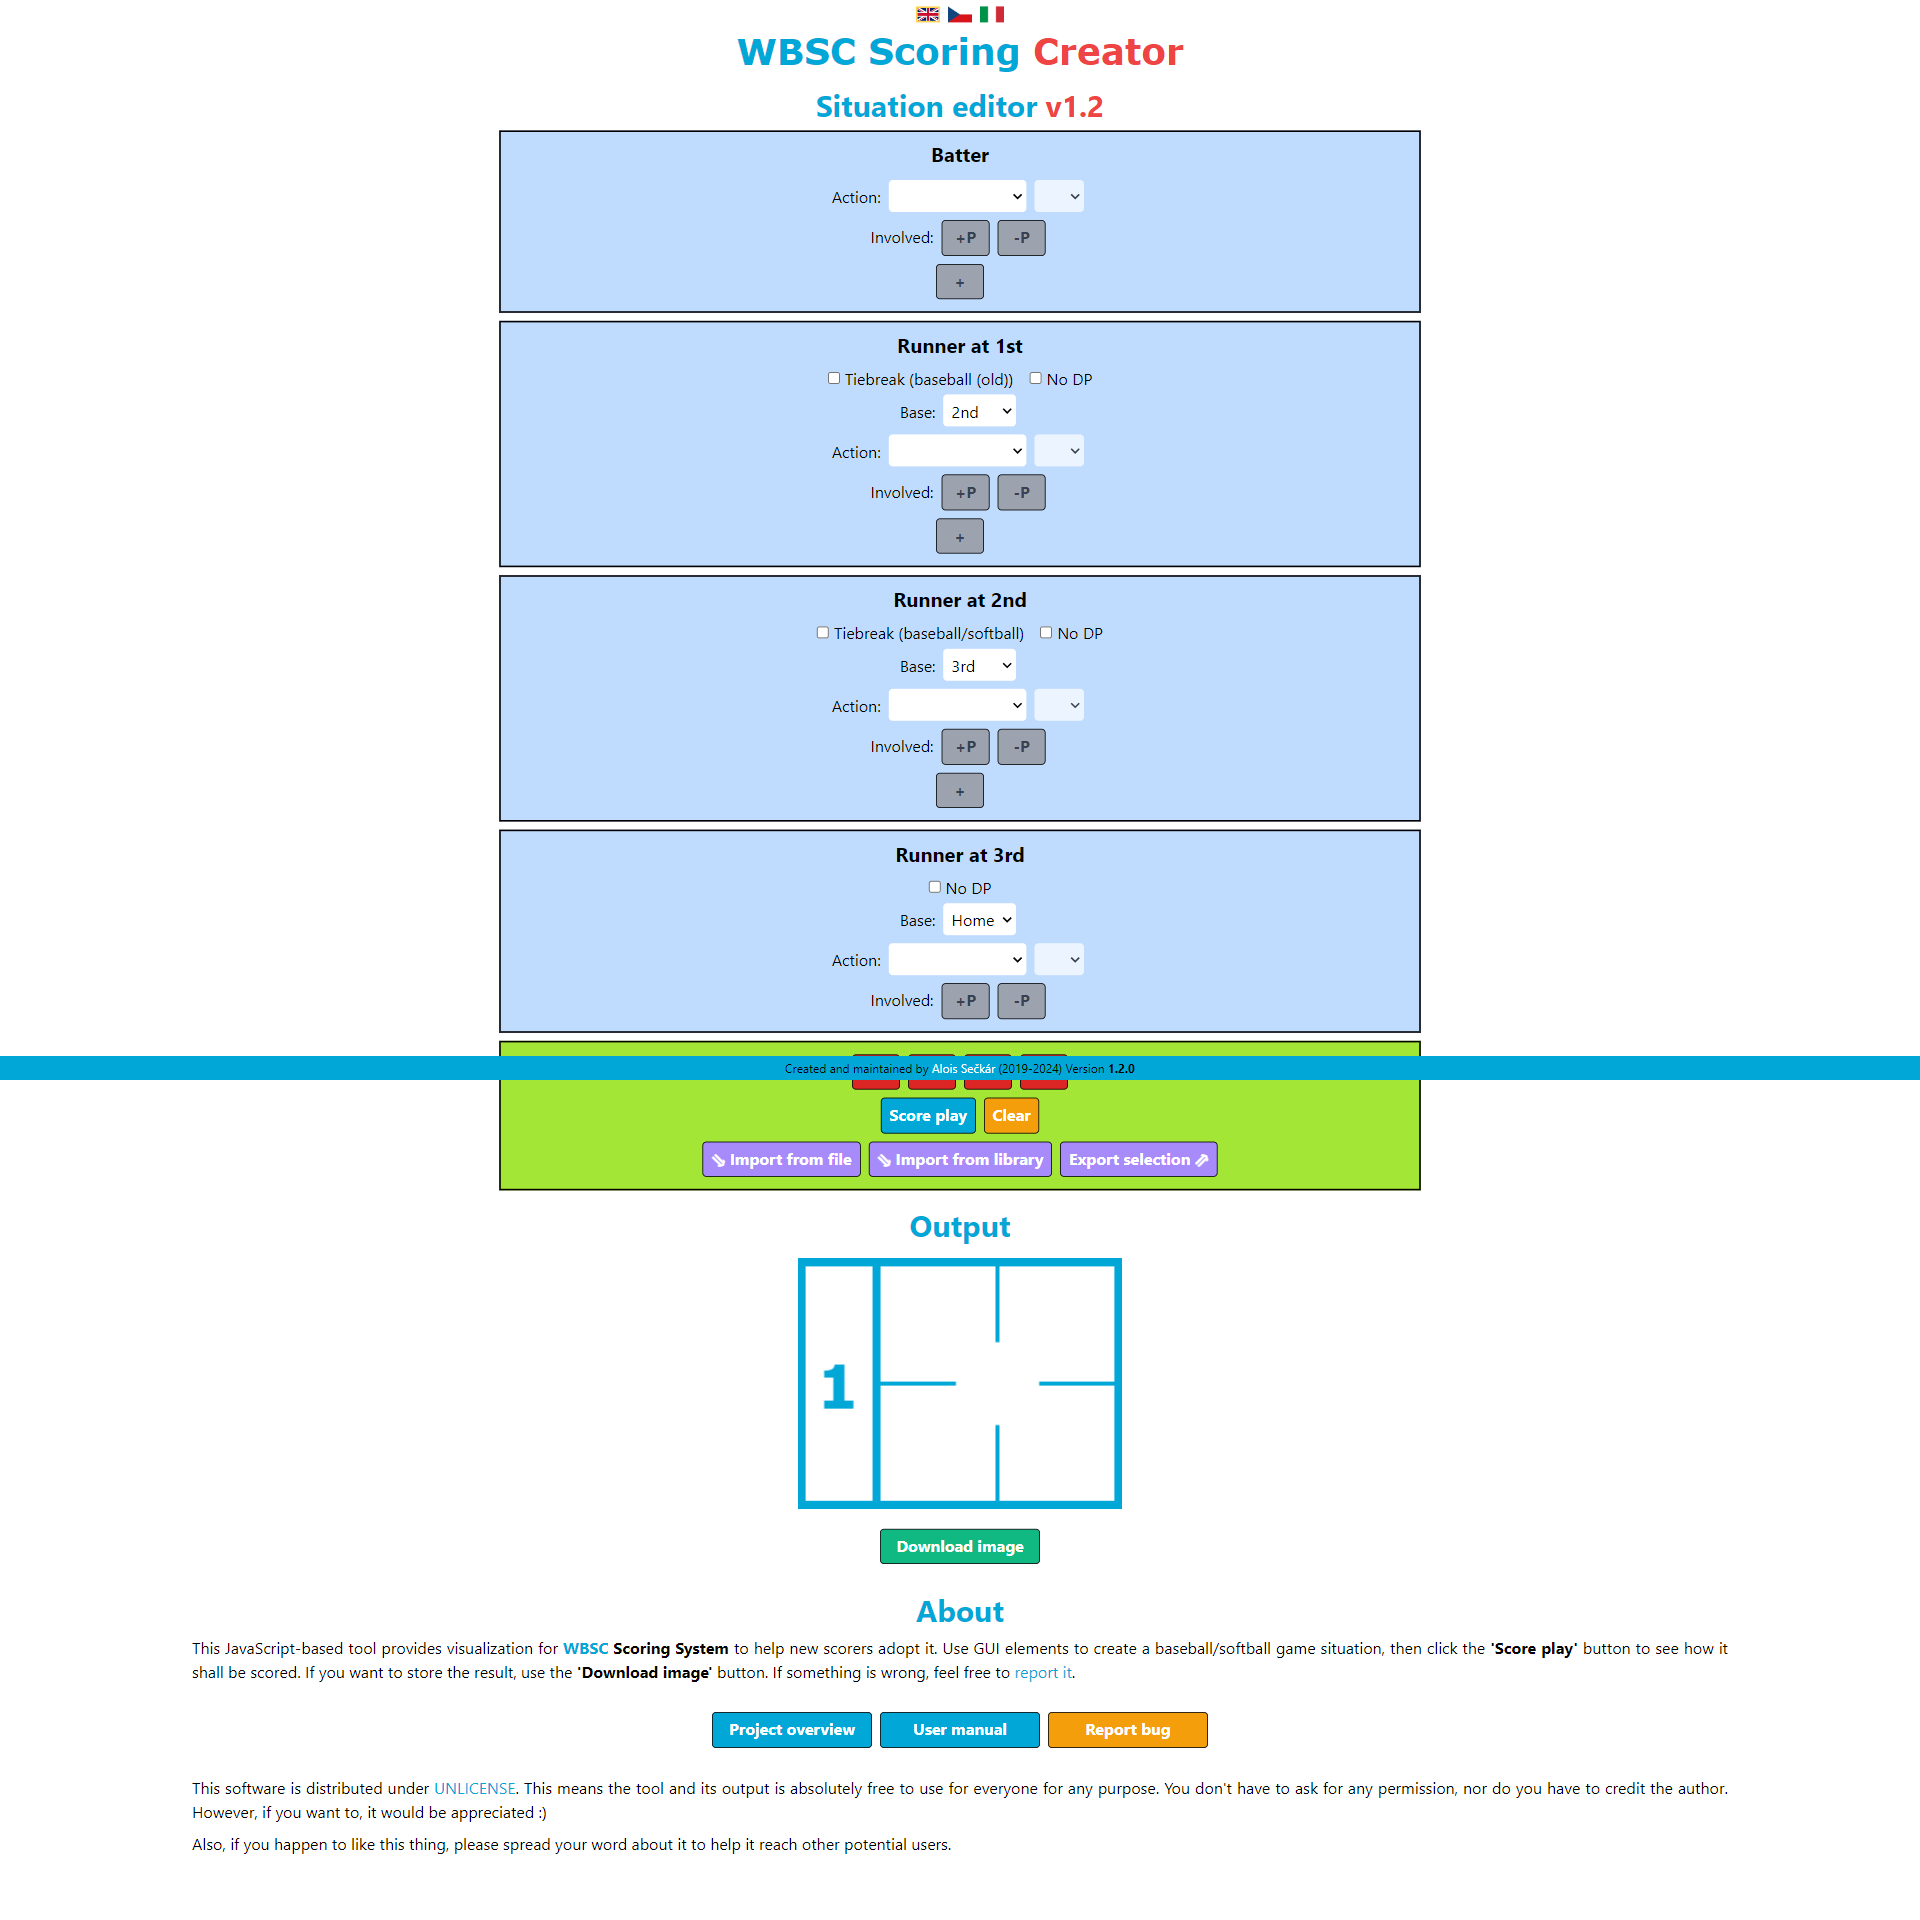 WBSC Scoring Creator
Situation editor v1.2
Batter
Action:
Involved: +P -P
+
Runner at 1st
Tiebreak (baseball (old)) No DP
Base: 2nd
Action:
Involved: +P -P
+
Runner at 2nd
Tiebreak (baseball/softball) No DP
Base: 3rd
Action:
Involved: +P -P
+
Runner at 3rd
No DP
Base: Home
Action:
Involved: +P -P
Created and maintained by Alois Sečkár (2019-2024) Version 1.2.0
Score play Clear
⇘ Import from file ⇘ Import from library Export selection ⇗
Output
1
Download image
About
This JavaScript-based tool provides visualization for WBSC Scoring System to help new scorers adopt it. Use GUI elements to create a baseball/softball game situation, then click the 'Score play' button to see how it
shall be scored. If you want to store the result, use the 'Download image' button. If something is wrong, feel free to report it.
Project overview User manual Report bug
This software is distributed under UNLICENSE. This means the tool and its output is absolutely free to use for everyone for any purpose. You don't have to ask for any permission, nor do you have to credit the author.
However, if you want to, it would be appreciated :)
Also, if you happen to like this thing, please spread your word about it to help it reach other potential users.